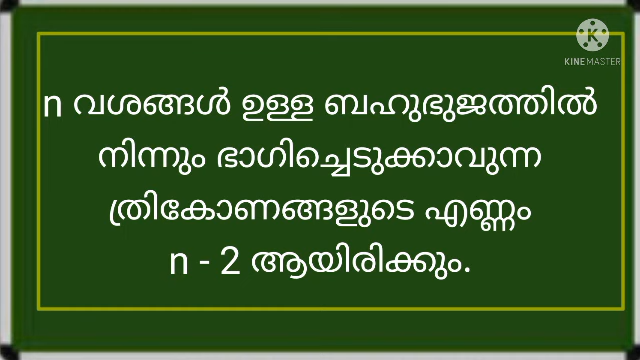 K
KINEMASTER
n വശങ്ങൾ ഉള്ള ബഹുഭുജത്തിൽ
നിന്നും ഭാഗിച്ചെടുക്കാവുന്ന
ത്രികോണങ്ങളുടെ എണ്ണം
n - 2 ആയിരിക്കും.